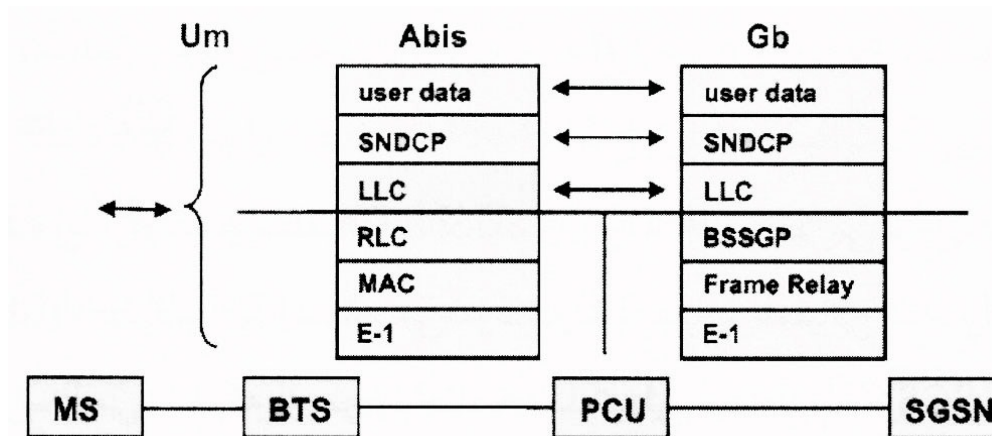 Um Abis Gb
user data user data
SNDCP SNDCP
LLC LLC
RLC BSSGP
MAC Frame Relay
E-1 E-1
MS BTS PCU SGSN